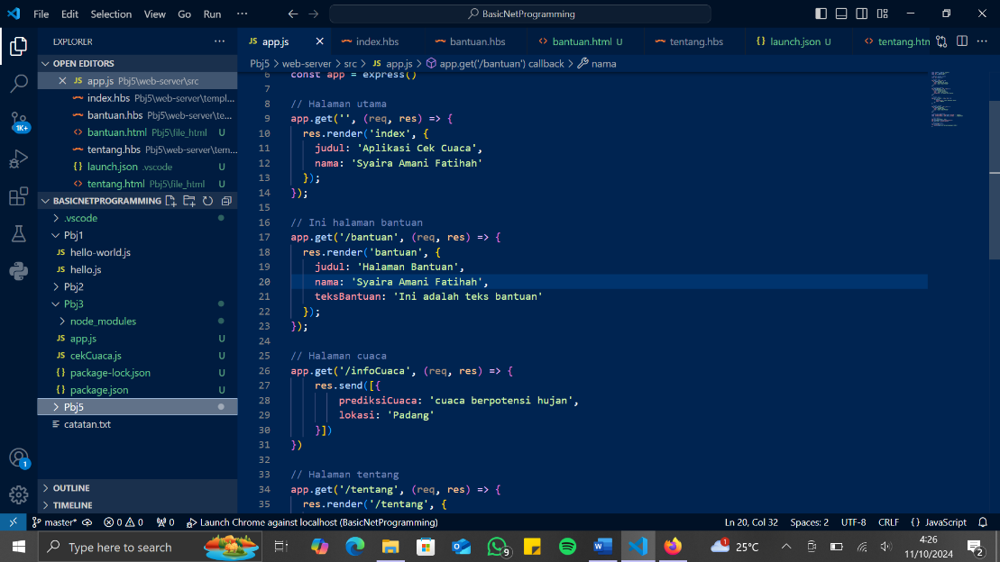 File Edit Selection View Go Run ··· BasicNetProgramming
EXPLORER ···
OPEN EDITORS
JS app.js Pbj5\web-server\src
index.hbs Pbj5\web-server\templ...
bantuan.hbs Pbj5\web-server\te...
<> bantuan.html Pbj5\file_html U
tentang.hbs Pbj5\web-server\tem...
{} launch.json .vscode U
<> tentang.html Pbj5\file_html U
BASICNETPROGRAMMING
.vscode
Pbj1
JS hello-world.js
JS hello.js
Pbj2
Pbj3
node_modules
JS app.js U
JS cekCuaca.js U
{} package-lock.json U
{} package.json U
Pbj5
catatan.txt
OUTLINE
TIMELINE
1K+
1
JS app.js index.hbs bantuan.hbs <> bantuan.html U tentang.hbs {} launch.json U <> tentang.htm
Pbj5 > web-server > src > JS app.js > app.get('/bantuan') callback > nama
6 const app = express()
7
8 // Halaman utama
9 app.get('', (req, res) => {
10 res.render('index', {
11 judul: 'Aplikasi Cek Cuaca',
12 nama: 'Syaira Amani Fatihah'
13 });
14 });
15
16 // Ini halaman bantuan
17 app.get('/bantuan', (req, res) => {
18 res.render('bantuan', {
19 judul: 'Halaman Bantuan',
20 nama: 'Syaira Amani Fatihah',
21 teksBantuan: 'Ini adalah teks bantuan'
22 });
23 });
24
25 // Halaman cuaca
26 app.get('/infoCuaca', (req, res) => {
27 res.send([{
28 prediksiCuaca: 'cuaca berpotensi hujan',
29 lokasi: 'Padang'
30 }])
31 })
32
33 // Halaman tentang
34 app.get('/tentang', (req, res) => {
35 res.render('/tentang', {
master* 0 0 0 Launch Chrome against localhost (BasicNetProgramming) Ln 20, Col 32 Spaces: 2 UTF-8 CRLF {} JavaScript
Type here to search 9 1 25°C 4:26
11/10/2024 2